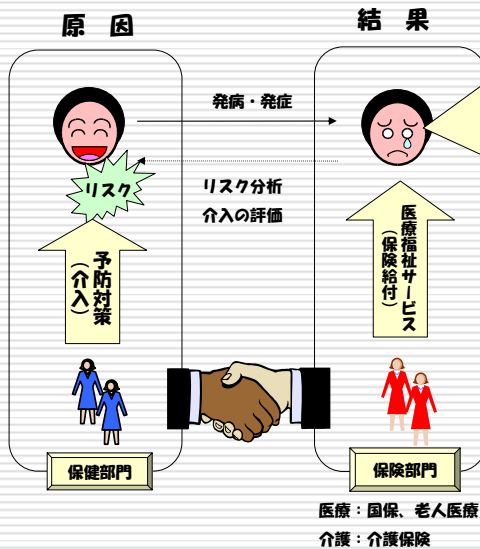 原因
結果
発病・発症
リスク
リスク分析
介入の評価
予防対策
(介入)
医療福祉サービス
(保険給付)
保健部門
保険部門
医療：国保、老人医療
介護：介護保険